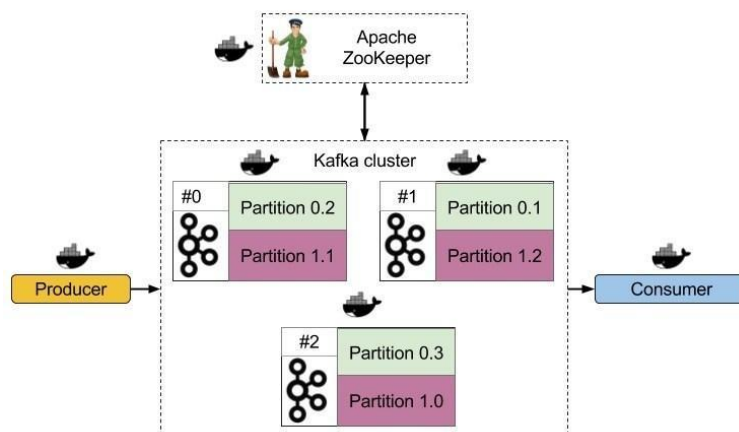 Apache
ZooKeeper
Kafka cluster
#0
Partition 0.2
Partition 1.1
#1
Partition 0.1
Partition 1.2
Producer
Consumer
#2
Partition 0.3
Partition 1.0